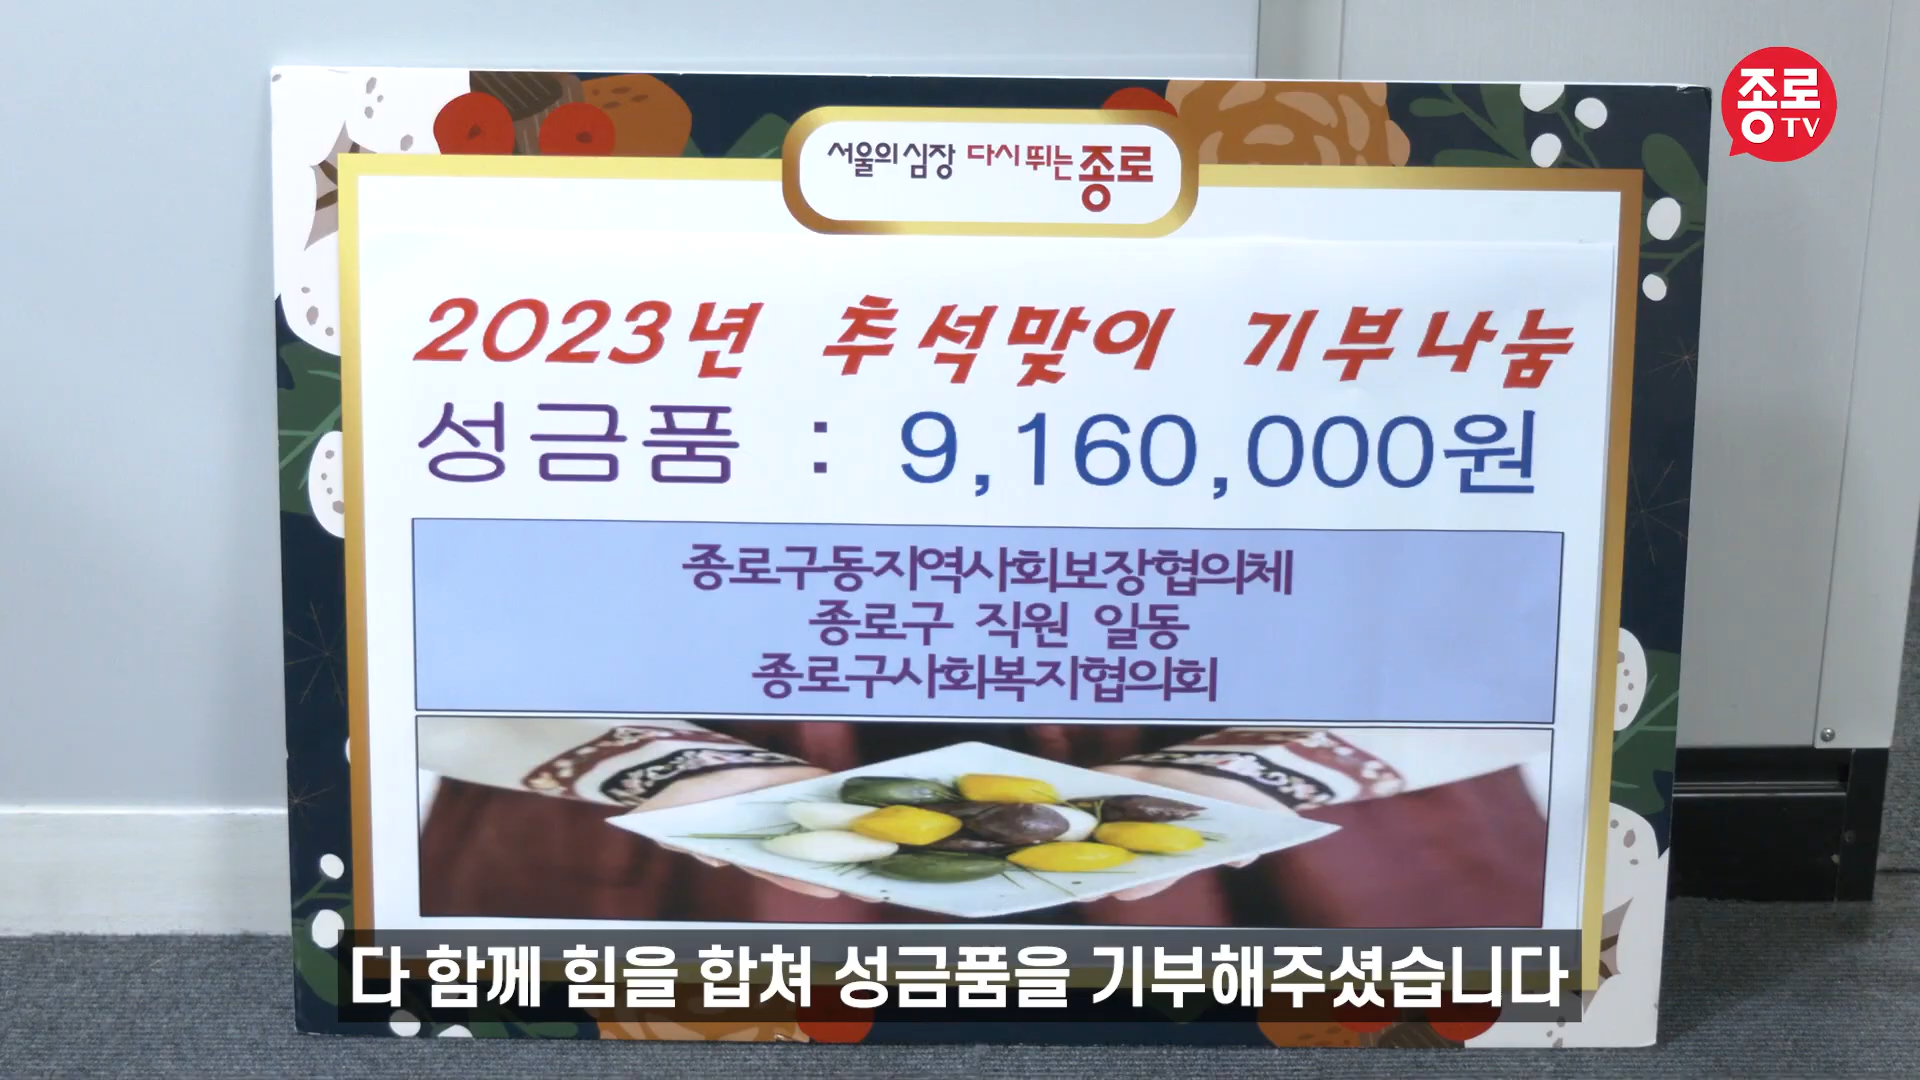 종로TV
서울의 심장 다시 뛰는 종로
2023년 추석맞이 기부나눔
성금품 : 9,160,000원
종로구동지역사회보장협의체
종로구 직원 일동
종로구사회복지협의회
다 함께 힘을 합쳐 성금품을 기부해주셨습니다